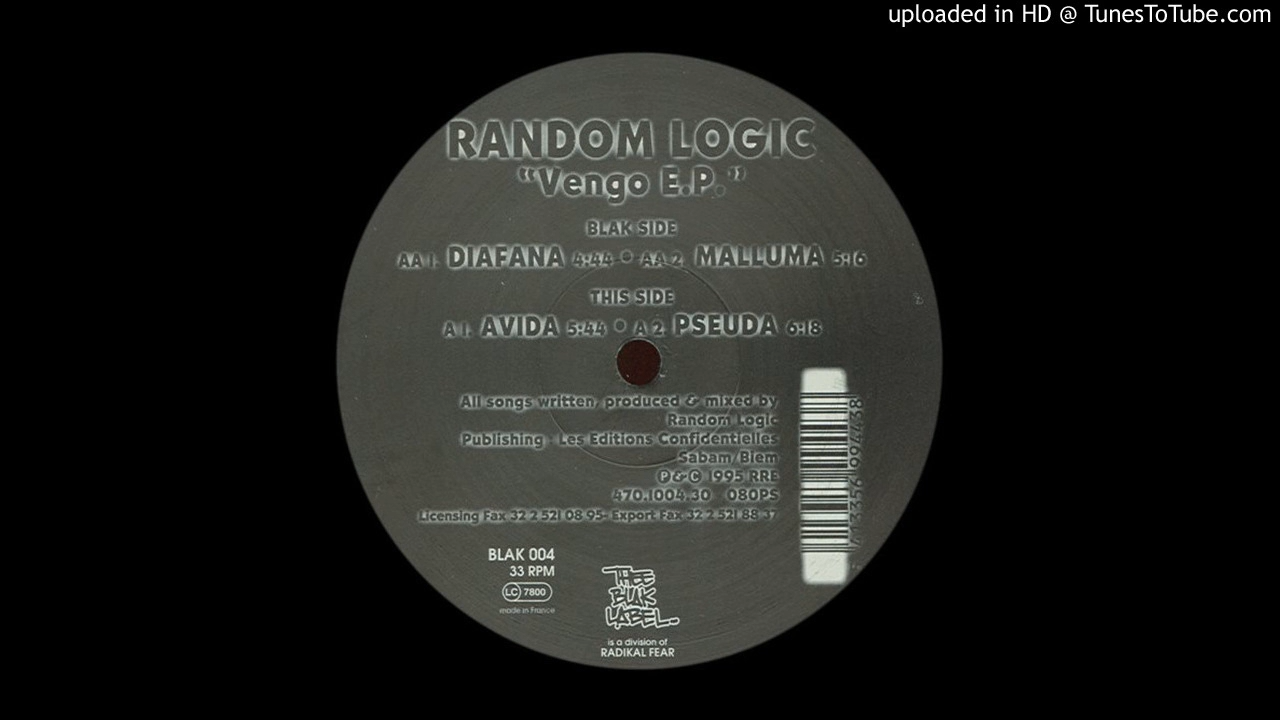 uploaded in HD @ TunesToTube.com
RANDOM LOGIC
"Vengo E.P."
BLAK SIDE
AA 1. DIAFANA 4:44 • AA 2. MALLUMA 5:16
THIS SIDE
A 1. AVIDA 5:44 • A 2. PSEUDA 6:18
All songs written, produced & mixed by
Random Logic
Publishing - Les Editions Confidentielles
Sabam/Biem
℗ & © 1995 RRE
470.1004.30 080PS
Licensing Fax 32 2 521 08 95- Export Fax 32 2 521 88 37
BLAK 004
33 RPM
LC 7800
made in France
THEE
BLAK
LABEL...
is a division of
RADIKAL FEAR